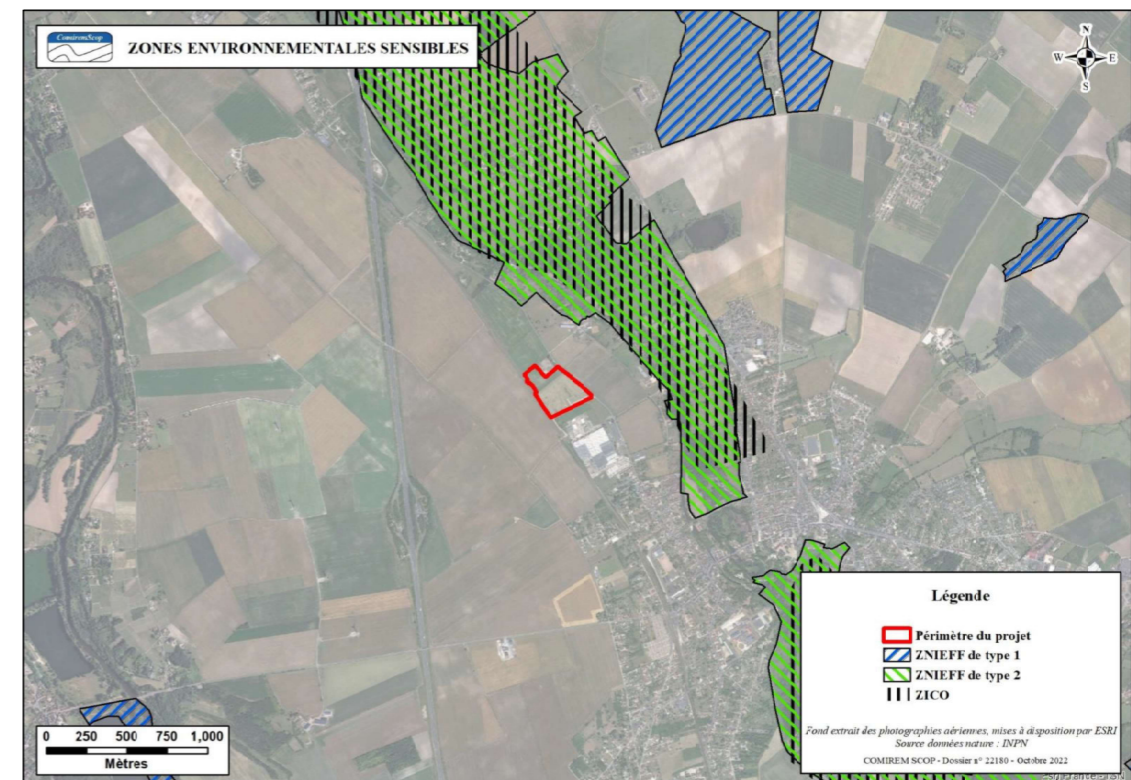 ComiremScop
ZONES ENVIRONNEMENTALES SENSIBLES
N
W E
S
Légende
Périmètre du projet
ZNIEFF de type 1
ZNIEFF de type 2
ZICO
0 250 500 750 1,000
Mètres
Fond extrait des photographies aériennes, mises à disposition par ESRI
Source données nature : INPN
COMIREM SCOP - Dossier n° 22180 - Octobre 2022